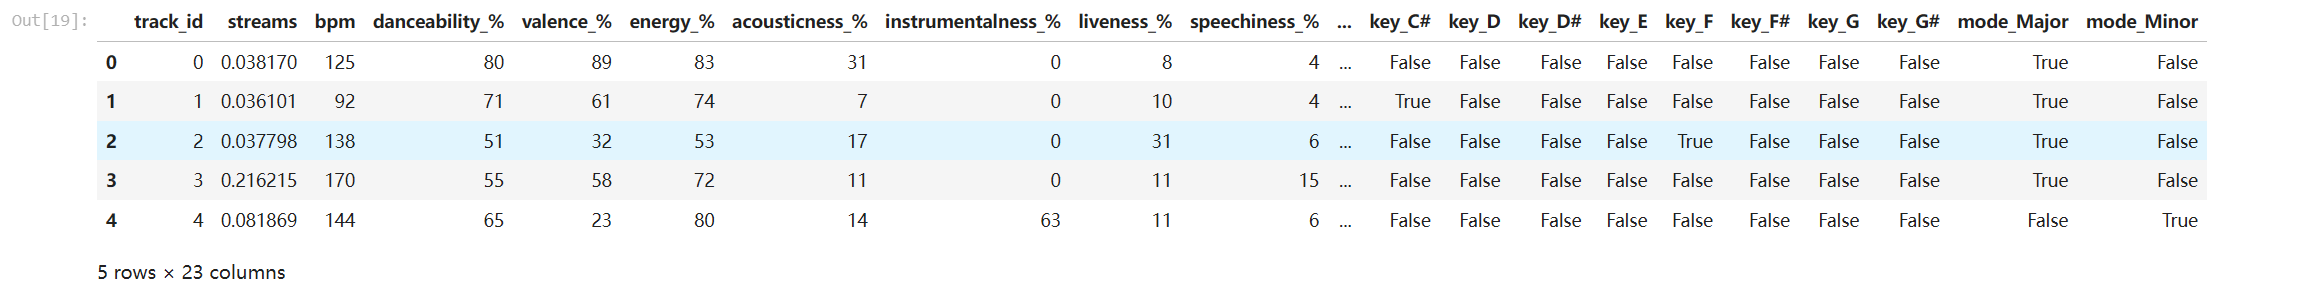 Out[19]:
track_id streams bpm danceability_% valence_% energy_% acousticness_% instrumentalness_% liveness_% speechiness_% ... key_C# key_D key_D# key_E key_F key_F# key_G key_G# mode_Major mode_Minor
0 0 0.038170 125 80 89 83 31 0 8 4 ... False False False False False False False False True False
1 1 0.036101 92 71 61 74 7 0 10 4 ... True False False False False False False False True False
2 2 0.037798 138 51 32 53 17 0 31 6 ... False False False False True False False False True False
3 3 0.216215 170 55 58 72 11 0 11 15 ... False False False False False False False False True False
4 4 0.081869 144 65 23 80 14 63 11 6 ... False False False False False False False False False True
5 rows × 23 columns